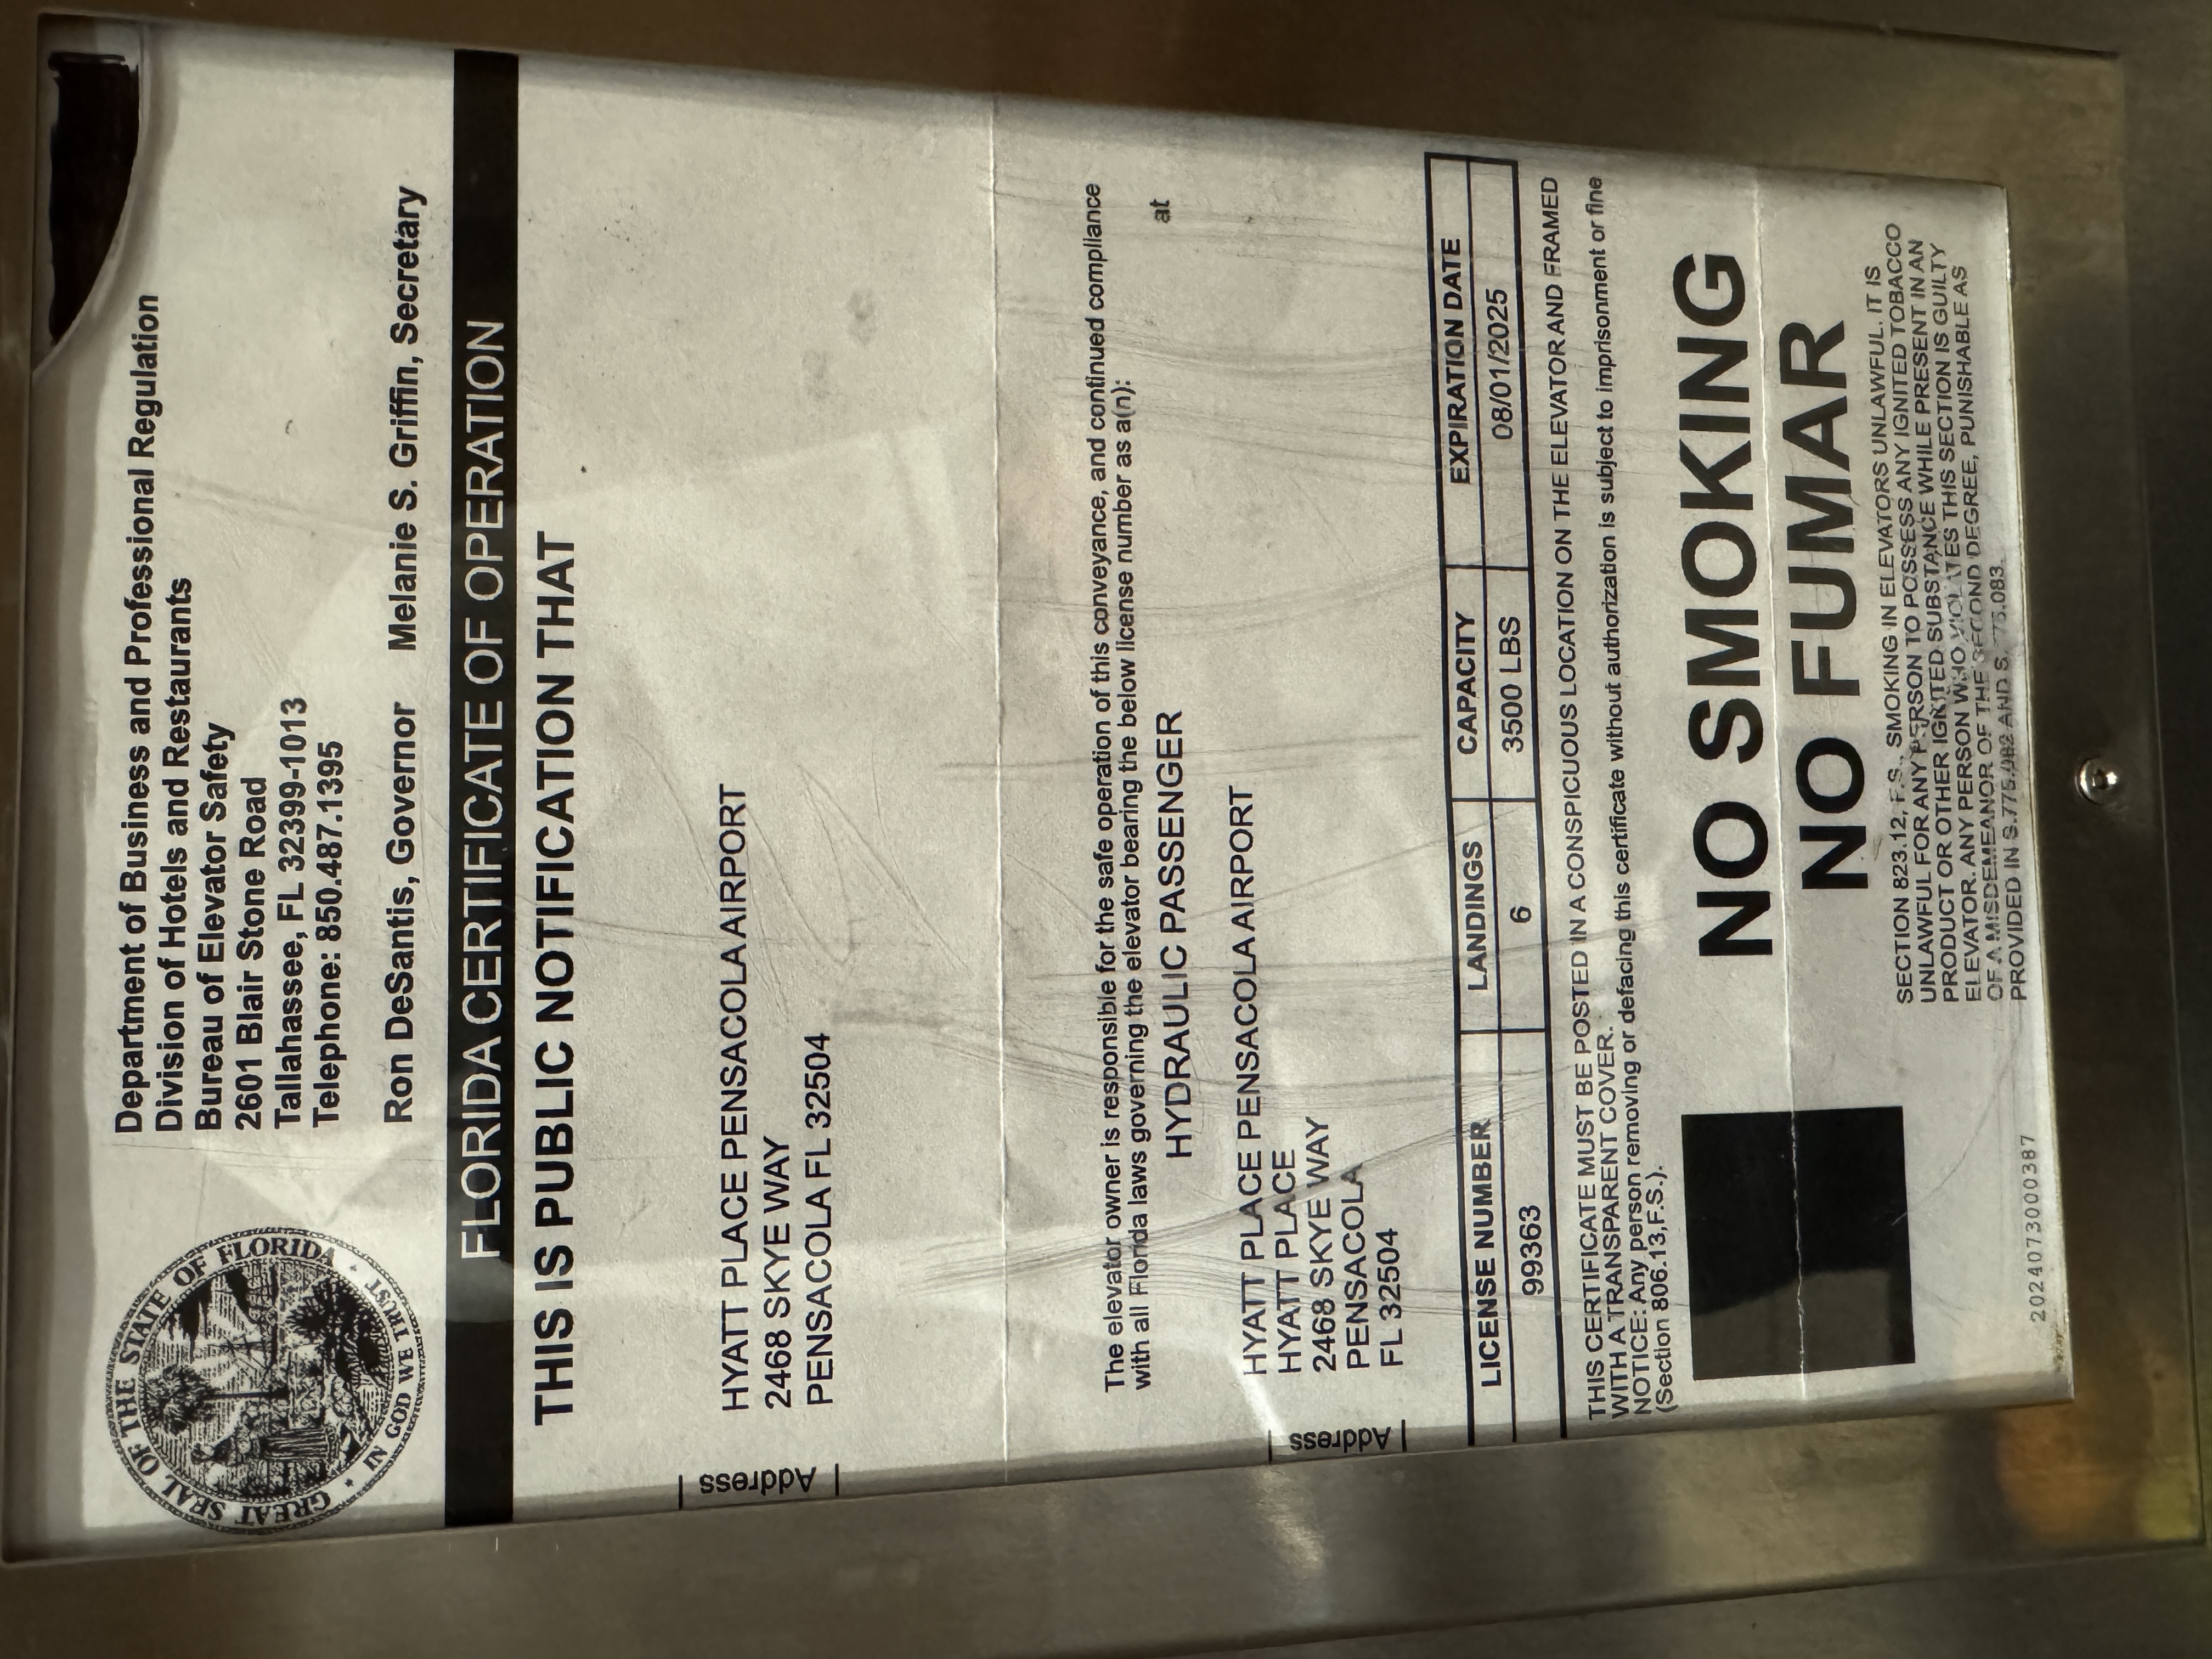 GREAT SEAL OF THE STATE OF FLORIDA
IN GOD WE TRUST
Department of Business and Professional Regulation
Division of Hotels and Restaurants
Bureau of Elevator Safety
2601 Blair Stone Road
Tallahassee, FL 32399-1013
Telephone: 850.487.1395
Ron DeSantis, Governor Melanie S. Griffin, Secretary
FLORIDA CERTIFICATE OF OPERATION
THIS IS PUBLIC NOTIFICATION THAT
Address
HYATT PLACE PENSACOLA AIRPORT
2468 SKYE WAY
PENSACOLA FL 32504
The elevator owner is responsible for the safe operation of this conveyance, and continued compliance
with all Florida laws governing the elevator bearing the below license number as a(n):
HYDRAULIC PASSENGER at
Address
HYATT PLACE PENSACOLA AIRPORT
HYATT PLACE
2468 SKYE WAY
PENSACOLA
FL 32504
LICENSE NUMBER LANDINGS CAPACITY EXPIRATION DATE
99363 6 3500 LBS 08/01/2025
THIS CERTIFICATE MUST BE POSTED IN A CONSPICUOUS LOCATION ON THE ELEVATOR AND FRAMED
WITH A TRANSPARENT COVER.
NOTICE: Any person removing or defacing this certificate without authorization is subject to imprisonment or fine
(Section 806.13,F.S.).
NO SMOKING
NO FUMAR
SECTION 823.12, F.S., SMOKING IN ELEVATORS UNLAWFUL. IT IS
UNLAWFUL FOR ANY PERSON TO POSSESS ANY IGNITED TOBACCO
PRODUCT OR OTHER IGNITED SUBSTANCE WHILE PRESENT IN AN
ELEVATOR. ANY PERSON WHO VIOLATES THIS SECTION IS GUILTY
OF A MISDEMEANOR OF THE SECOND DEGREE, PUNISHABLE AS
PROVIDED IN S.775.082 AND S. 775.083.
20240730000387